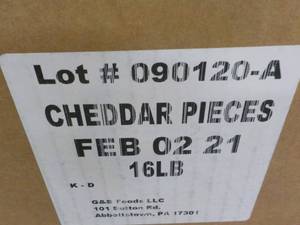 Lot # 090120-A
CHEDDAR PIECES
FEB 02 21
16LB
K - D
G&S Foods LLC
101 Sutton Rd.
Abbottstown, PA 17301